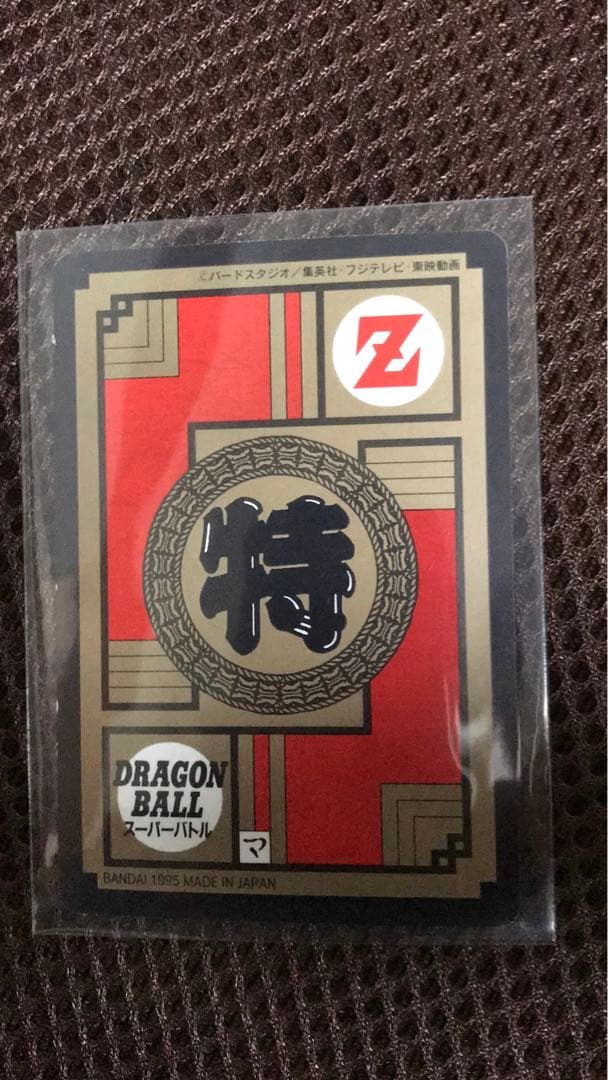 ©バードスタジオ／集英社・フジテレビ・東映動画
Z
特
DRAGON
BALL
スーパーバトル
マ
BANDAI 1995 MADE IN JAPAN